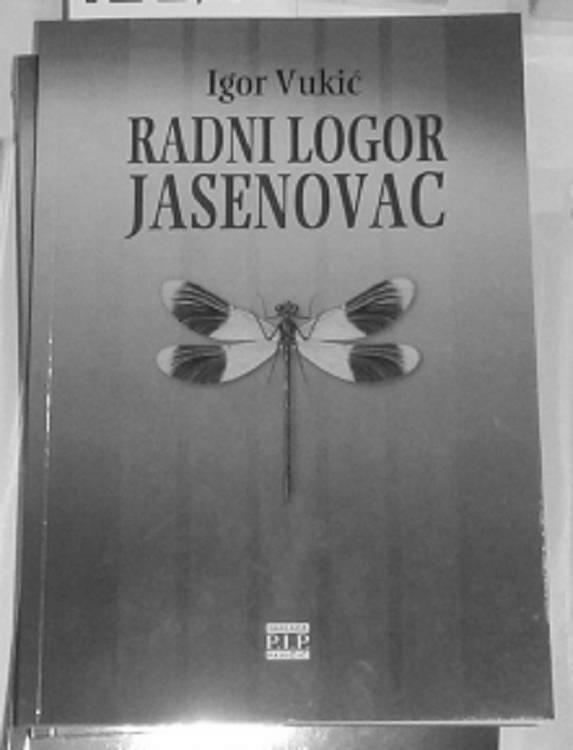 Igor Vukić
RADNI LOGOR
JASENOVAC
P.I.P